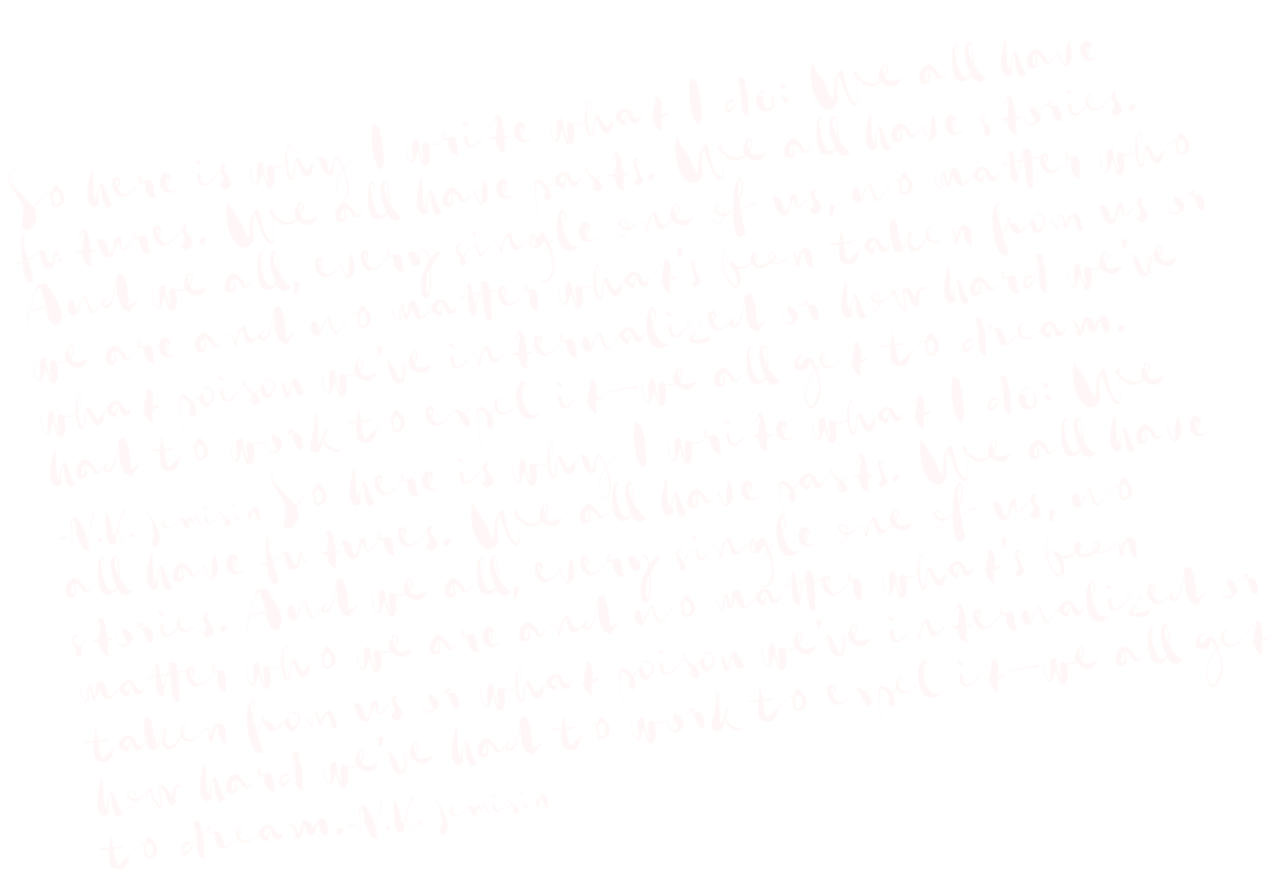 So here is why I write what I do: We all have
futures. We all have pasts. We all have stories.
And we all, every single one of us, no matter who
we are and no matter what's been taken from us or
what poison we've internalized or how hard we've
had to work to expel it—we all get to dream.
-N.K. Jemisin So here is why I write what I do: We
all have futures. We all have pasts. We all have
stories. And we all, every single one of us, no
matter who we are and no matter what's been
taken from us or what poison we've internalized or
how hard we've had to work to expel it—we all get
to dream.-N.K. Jemisin